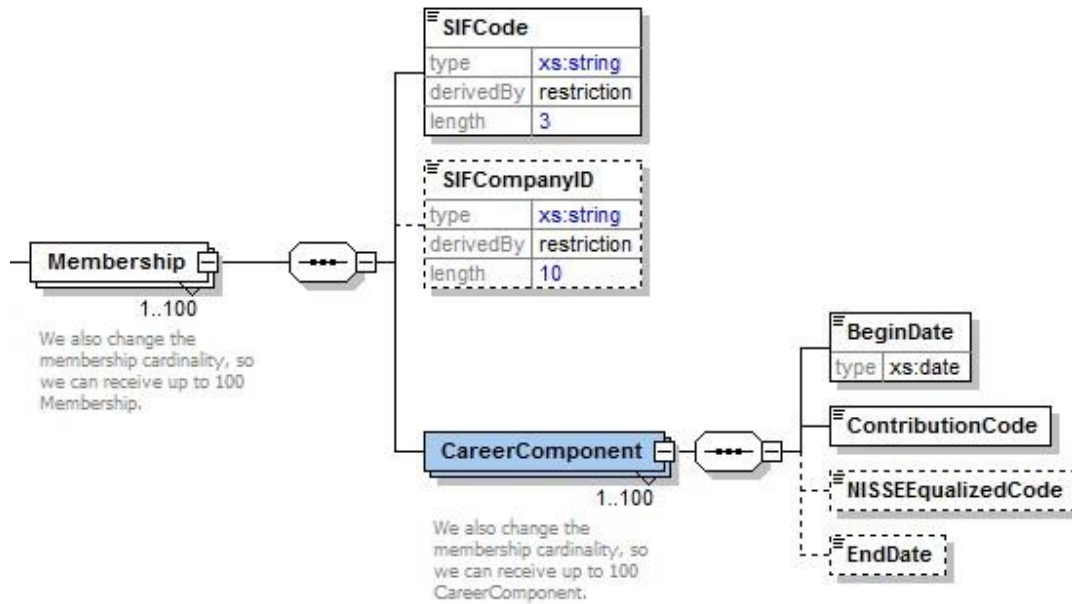 SIFCode
type xs:string
derivedBy restriction
length 3
SIFCompanyID
type xs:string
derivedBy restriction
length 10
Membership
1..100
We also change the
membership cardinality, so
we can receive up to 100
Membership.
CareerComponent
1..100
We also change the
membership cardinality, so
we can receive up to 100
CareerComponent.
BeginDate
type xs:date
ContributionCode
NISSEEqualizedCode
EndDate